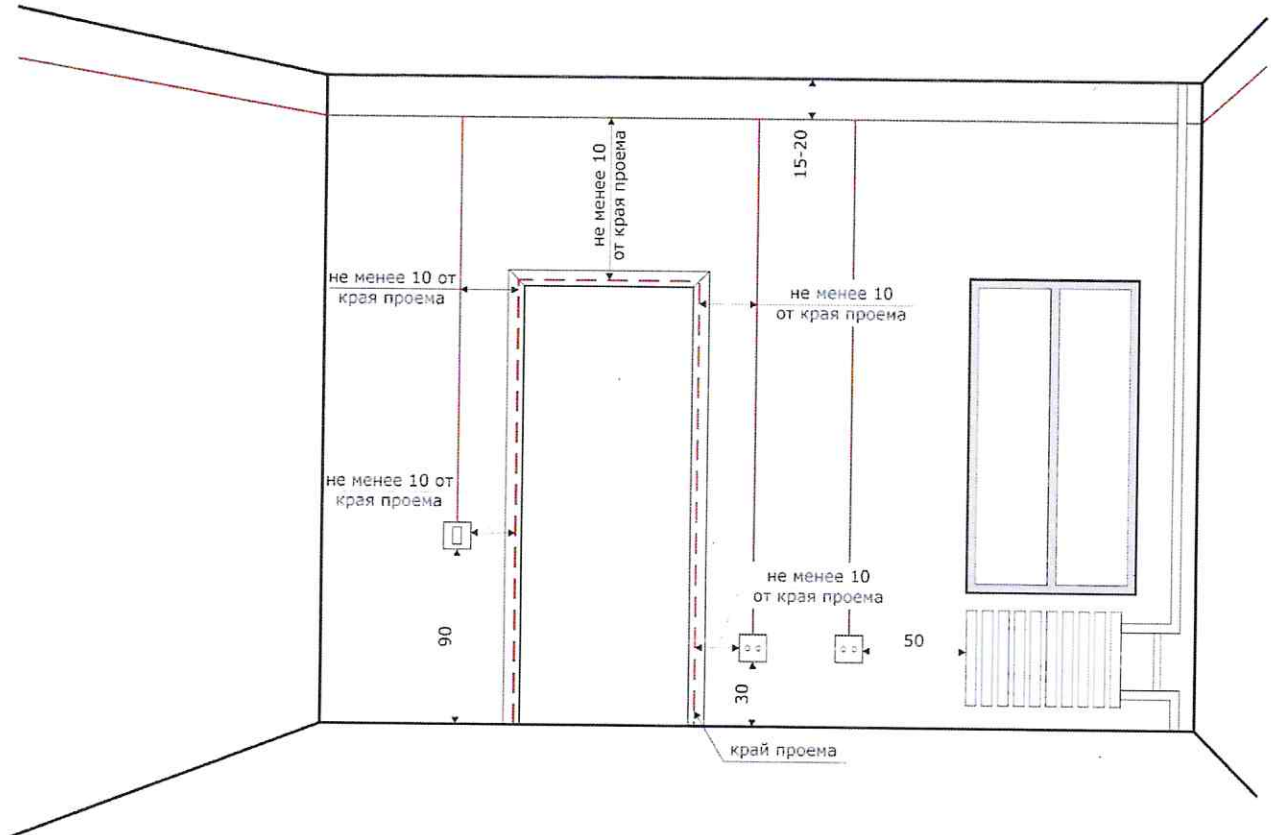 15-20
не менее 10
от края проема
не менее 10 от
края проема
не менее 10
от края проема
не менее 10 от
края проема
не менее 10
от края проема
90
30
50
край проема